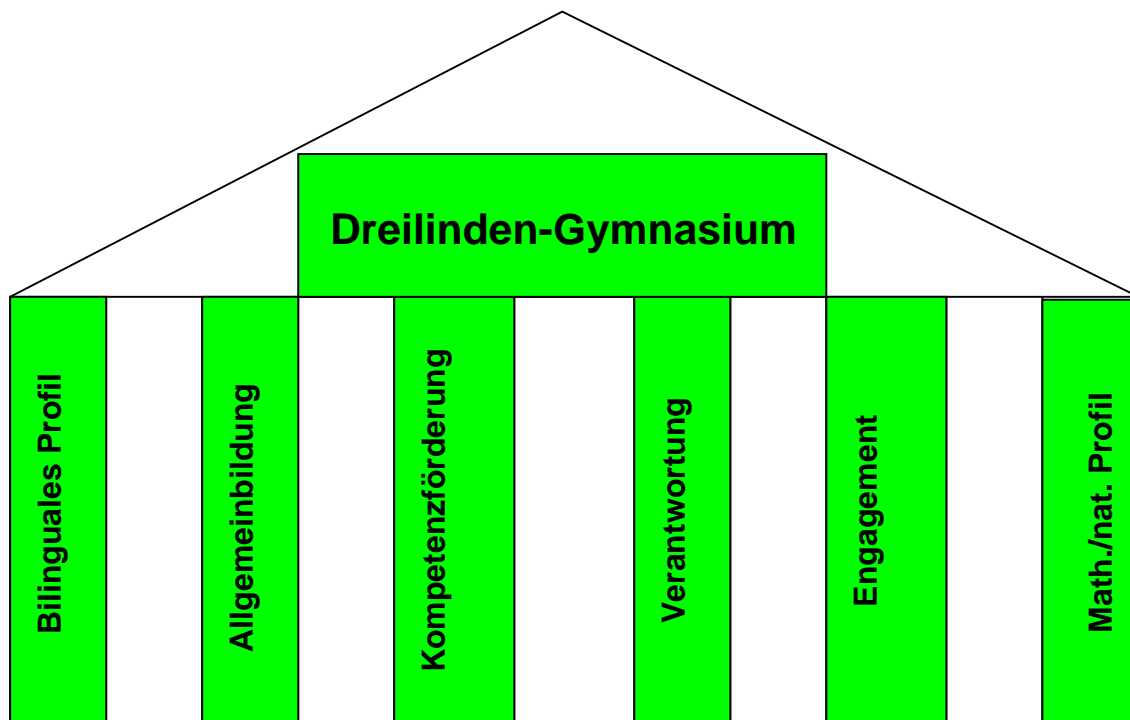 Dreilinden-Gymnasium
Bilinguales Profil
Allgemeinbildung
Kompetenzförderung
Verantwortung
Engagement
Math./nat. Profil